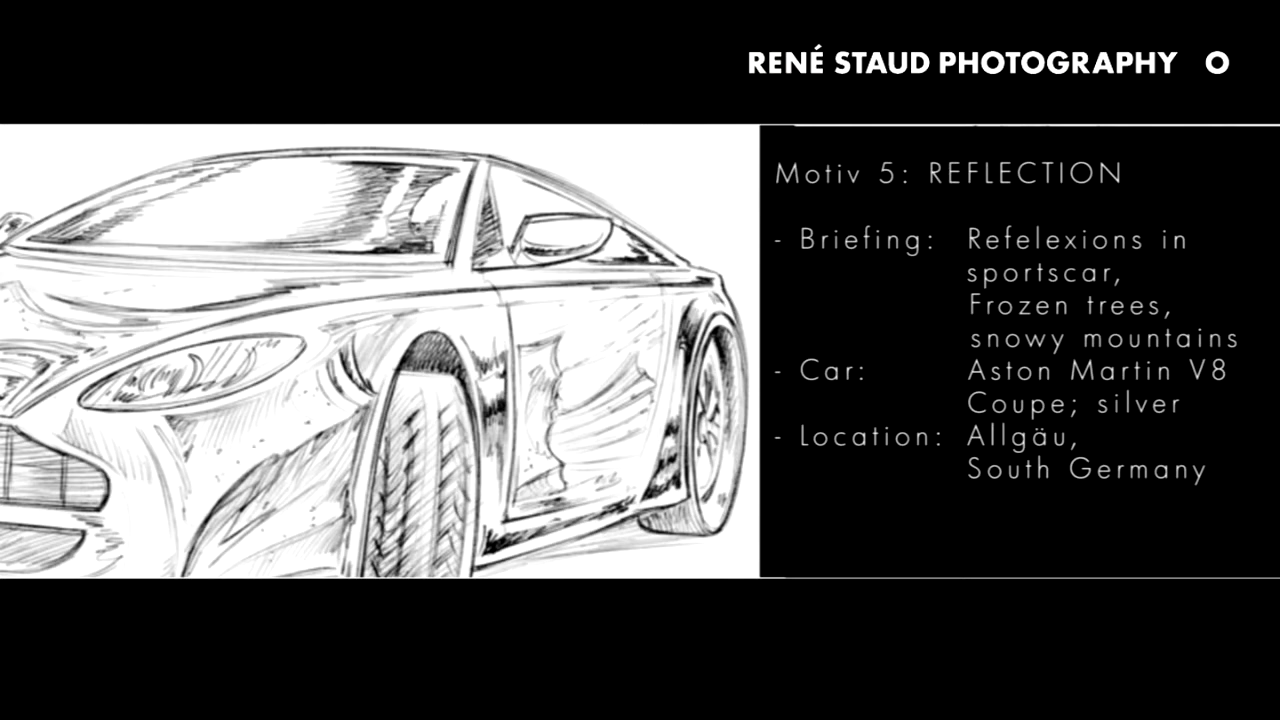 RENÉ STAUD PHOTOGRAPHY O
Motiv 5: REFLECTION
- Briefing: Refelexions in
sportscar,
Frozen trees,
snowy mountains
- Car: Aston Martin V8
Coupe; silver
- Location: Allgäu,
South Germany